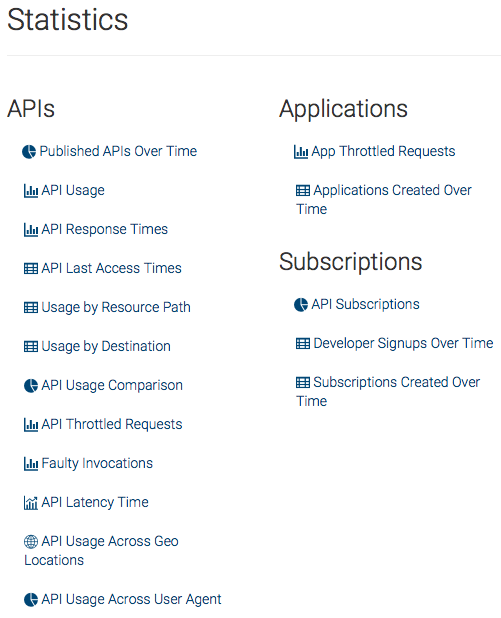 Statistics
APIs
Published APIs Over Time
API Usage
API Response Times
API Last Access Times
Usage by Resource Path
Usage by Destination
API Usage Comparison
API Throttled Requests
Faulty Invocations
API Latency Time
API Usage Across Geo
Locations
API Usage Across User Agent
Applications
App Throttled Requests
Applications Created Over
Time
Subscriptions
API Subscriptions
Developer Signups Over Time
Subscriptions Created Over
Time